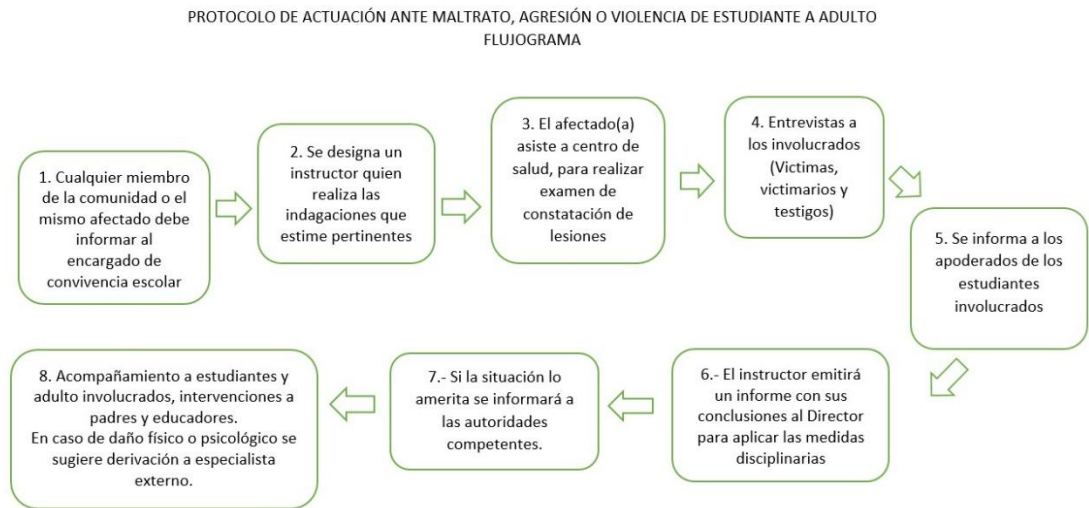 PROTOCOLO DE ACTUACIÓN ANTE MALTRATO, AGRESIÓN O VIOLENCIA DE ESTUDIANTE A ADULTO
FLUJOGRAMA
1. Cualquier miembro
de la comunidad o el
mismo afectado debe
informar al
encargado de
convivencia escolar
2. Se designa un
instructor quien
realiza las
indagaciones que
estime pertinentes
3. El afectado(a)
asiste a centro de
salud, para realizar
examen de
constatación de
lesiones
4. Entrevistas a
los involucrados
(Victimas,
victimarios y
testigos)
5. Se informa a los
apoderados de los
estudiantes
involucrados
6.- El instructor emitirá
un informe con sus
conclusiones al Director
para aplicar las medidas
disciplinarias
7.- Si la situación lo
amerita se informará a
las autoridades
competentes.
8. Acompañamiento a estudiantes y
adulto involucrados, intervenciones a
padres y educadores.
En caso de daño físico o psicológico se
sugiere derivación a especialista
externo.